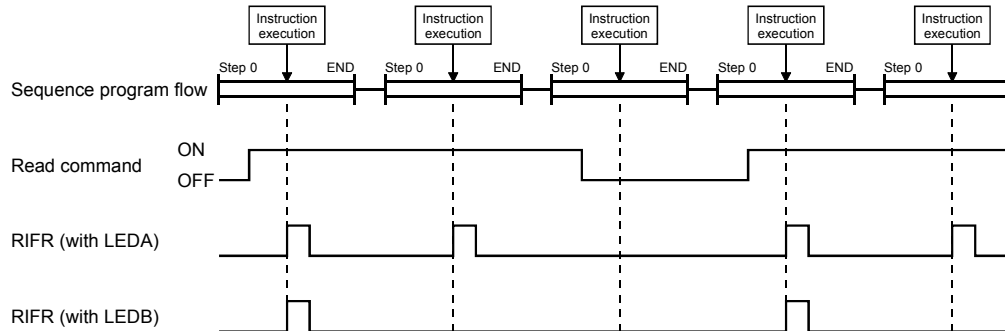 Instruction
execution
Instruction
execution
Instruction
execution
Instruction
execution
Instruction
execution
Step 0 END Step 0 END Step 0 END Step 0 END Step 0
Sequence program flow
ON
Read command
OFF
RIFR (with LEDA)
RIFR (with LEDB)